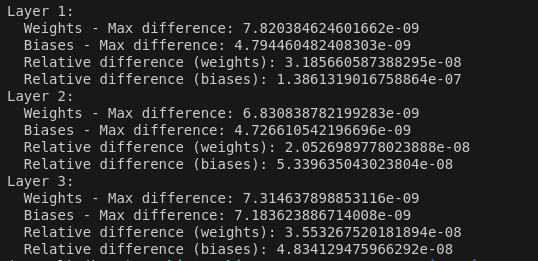 Layer 1:
  Weights - Max difference: 7.820384624601662e-09
  Biases - Max difference: 4.794460482408303e-09
  Relative difference (weights): 3.185660587388295e-08
  Relative difference (biases): 1.3861319016758864e-07
Layer 2:
  Weights - Max difference: 6.830838782199283e-09
  Biases - Max difference: 4.726610542196696e-09
  Relative difference (weights): 2.0526989778023888e-08
  Relative difference (biases): 5.339635043023804e-08
Layer 3:
  Weights - Max difference: 7.314637898853116e-09
  Biases - Max difference: 7.183623886714008e-09
  Relative difference (weights): 3.553267520181894e-08
  Relative difference (biases): 4.834129475966292e-08